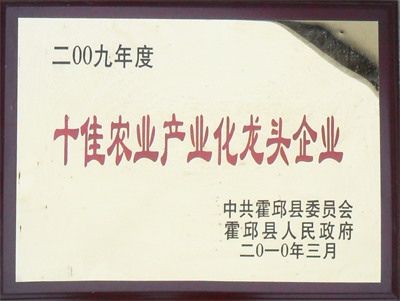 二00九年度
十佳农业产业化龙头企业
中共霍邱县委员会
霍邱县人民政府
二0一0年三月